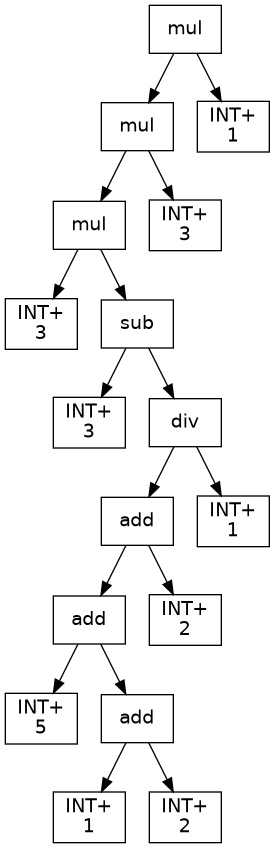 mul
mul
INT+
1
mul
INT+
3
INT+
3
sub
INT+
3
div
add
INT+
1
add
INT+
2
INT+
5
add
INT+
1
INT+
2